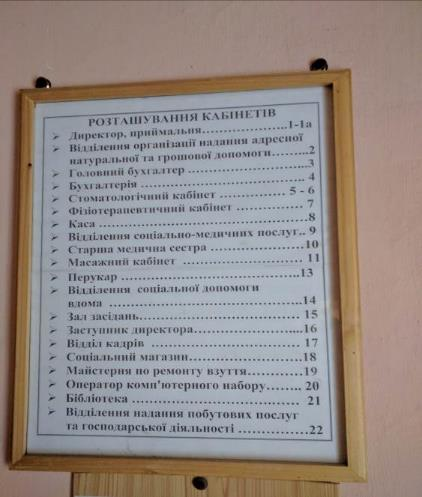 РОЗТАШУВАННЯ КАБІНЕТІВ
➢ Директор, приймальня.....................1-1а
➢ Відділення організації надання адресної
натуральної та грошової допомоги.........2
➢ Головний бухгалтер .............................3
➢ Бухгалтерія ....................................... 4
➢ Стоматологічний кабінет .............. 5 - 6
➢ Фізіотерапевтичний кабінет ............ 7
➢ Каса ....................................................8
➢ Відділення соціально-медичних послуг.. 9
➢ Старша медична сестра ....................10
➢ Масажний кабінет ............................ 11
➢ Перукар ............................................13
➢ Відділення соціальної допомоги
вдома ................................................14
➢ Зал засідань...................................... 15
➢ Заступник директора.........................16
➢ Відділ кадрів .................................... 17
➢ Соціальний магазин..........................18
➢ Майстерня по ремонту взуття............19
➢ Оператор комп'ютерного набору....... 20
➢ Бібліотека ......................................... 21
➢ Відділення надання побутових послуг
та господарської діяльності ...............22